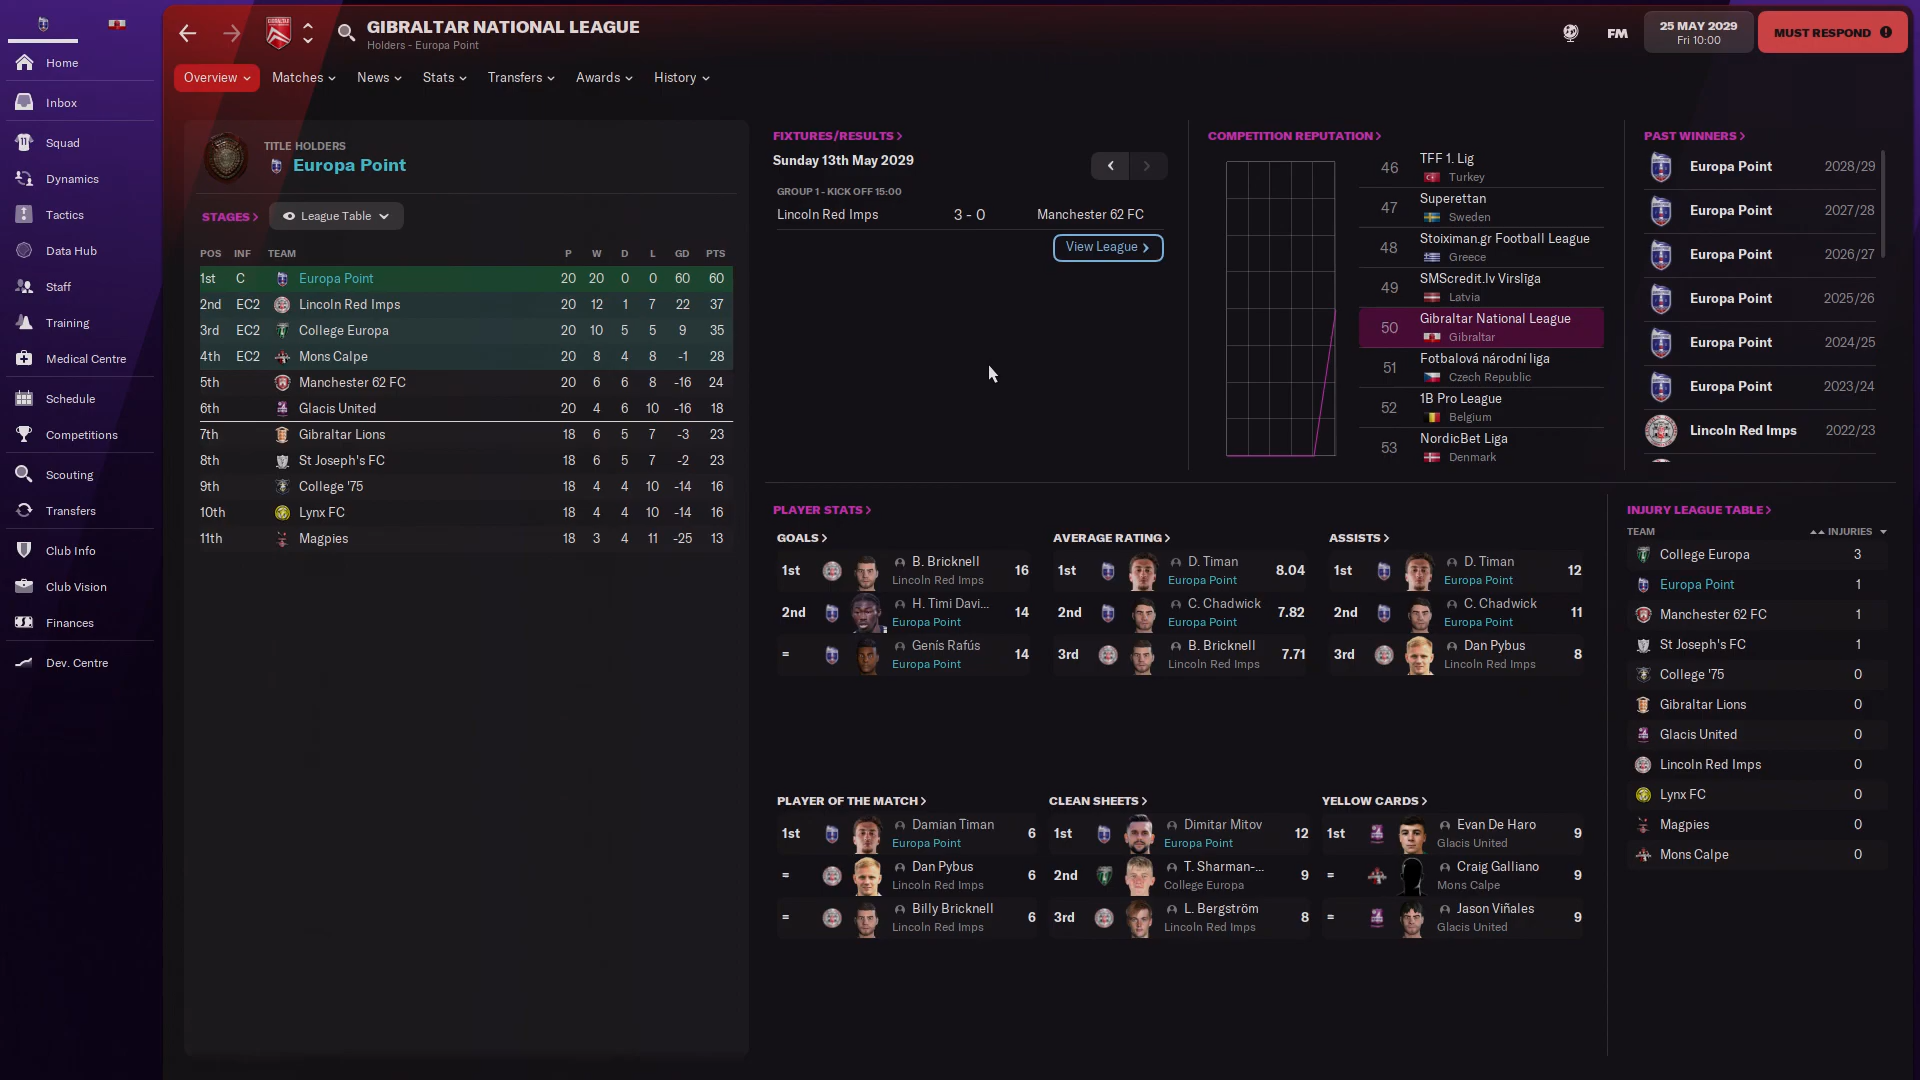 GIBRALTAR NATIONAL LEAGUE
Holders - Europa Point
FM
25 MAY 2029
Fri 10:00
MUST RESPOND
Home
Inbox
Squad
Dynamics
Tactics
Data Hub
Staff
Training
Medical Centre
Schedule
Competitions
Scouting
Transfers
Club Info
Club Vision
Finances
Dev. Centre
Overview Matches News Stats Transfers Awards History
TITLE HOLDERS
Europa Point
STAGES> League Table
POS INF TEAM P W D L GD PTS
1st C Europa Point 20 20 0 0 60 60
2nd EC2 Lincoln Red Imps 20 12 1 7 22 37
3rd EC2 College Europa 20 10 5 5 9 35
4th EC2 Mons Calpe 20 8 4 8 -1 28
5th Manchester 62 FC 20 6 6 8 -16 24
6th Glacis United 20 4 6 10 -16 18
7th Gibraltar Lions 18 6 5 7 -3 23
8th St Joseph's FC 18 6 5 7 -2 23
9th College '75 18 4 4 10 -14 16
10th Lynx FC 18 4 4 10 -14 16
11th Magpies 18 3 4 11 -25 13
FIXTURES/RESULTS>
Sunday 13th May 2029
GROUP 1 - KICK OFF 15:00
Lincoln Red Imps 3 - 0 Manchester 62 FC
View League >
COMPETITION REPUTATION>
46 TFF 1. Lig
Turkey
47 Superettan
Sweden
48 Stoiximan.gr Football League
Greece
49 SMScredit.lv Virslīga
Latvia
50 Gibraltar National League
Gibraltar
51 Fotbalová národní liga
Czech Republic
52 1B Pro League
Belgium
53 NordicBet Liga
Denmark
PAST WINNERS>
Europa Point 2028/29
Europa Point 2027/28
Europa Point 2026/27
Europa Point 2025/26
Europa Point 2024/25
Europa Point 2023/24
Lincoln Red Imps 2022/23
PLAYER STATS>
GOALS>
1st B. Bricknell 16
Lincoln Red Imps
2nd H. Timi Davi... 14
Europa Point
= Genís Rafús 14
Europa Point
AVERAGE RATING>
1st D. Timan 8.04
Europa Point
2nd C. Chadwick 7.82
Europa Point
3rd B. Bricknell 7.71
Lincoln Red Imps
ASSISTS>
1st D. Timan 12
Europa Point
2nd C. Chadwick 11
Europa Point
3rd Dan Pybus 8
Lincoln Red Imps
PLAYER OF THE MATCH>
1st Damian Timan 6
Europa Point
= Dan Pybus 6
Lincoln Red Imps
= Billy Bricknell 6
Lincoln Red Imps
CLEAN SHEETS>
1st Dimitar Mitov 12
Europa Point
2nd T. Sharman-... 9
College Europa
3rd L. Bergström 8
Lincoln Red Imps
YELLOW CARDS>
1st Evan De Haro 9
Glacis United
= Craig Galliano 9
Mons Calpe
= Jason Viñales 9
Glacis United
INJURY LEAGUE TABLE>
TEAM INJURIES
College Europa 3
Europa Point 1
Manchester 62 FC 1
St Joseph's FC 1
College '75 0
Gibraltar Lions 0
Glacis United 0
Lincoln Red Imps 0
Lynx FC 0
Magpies 0
Mons Calpe 0